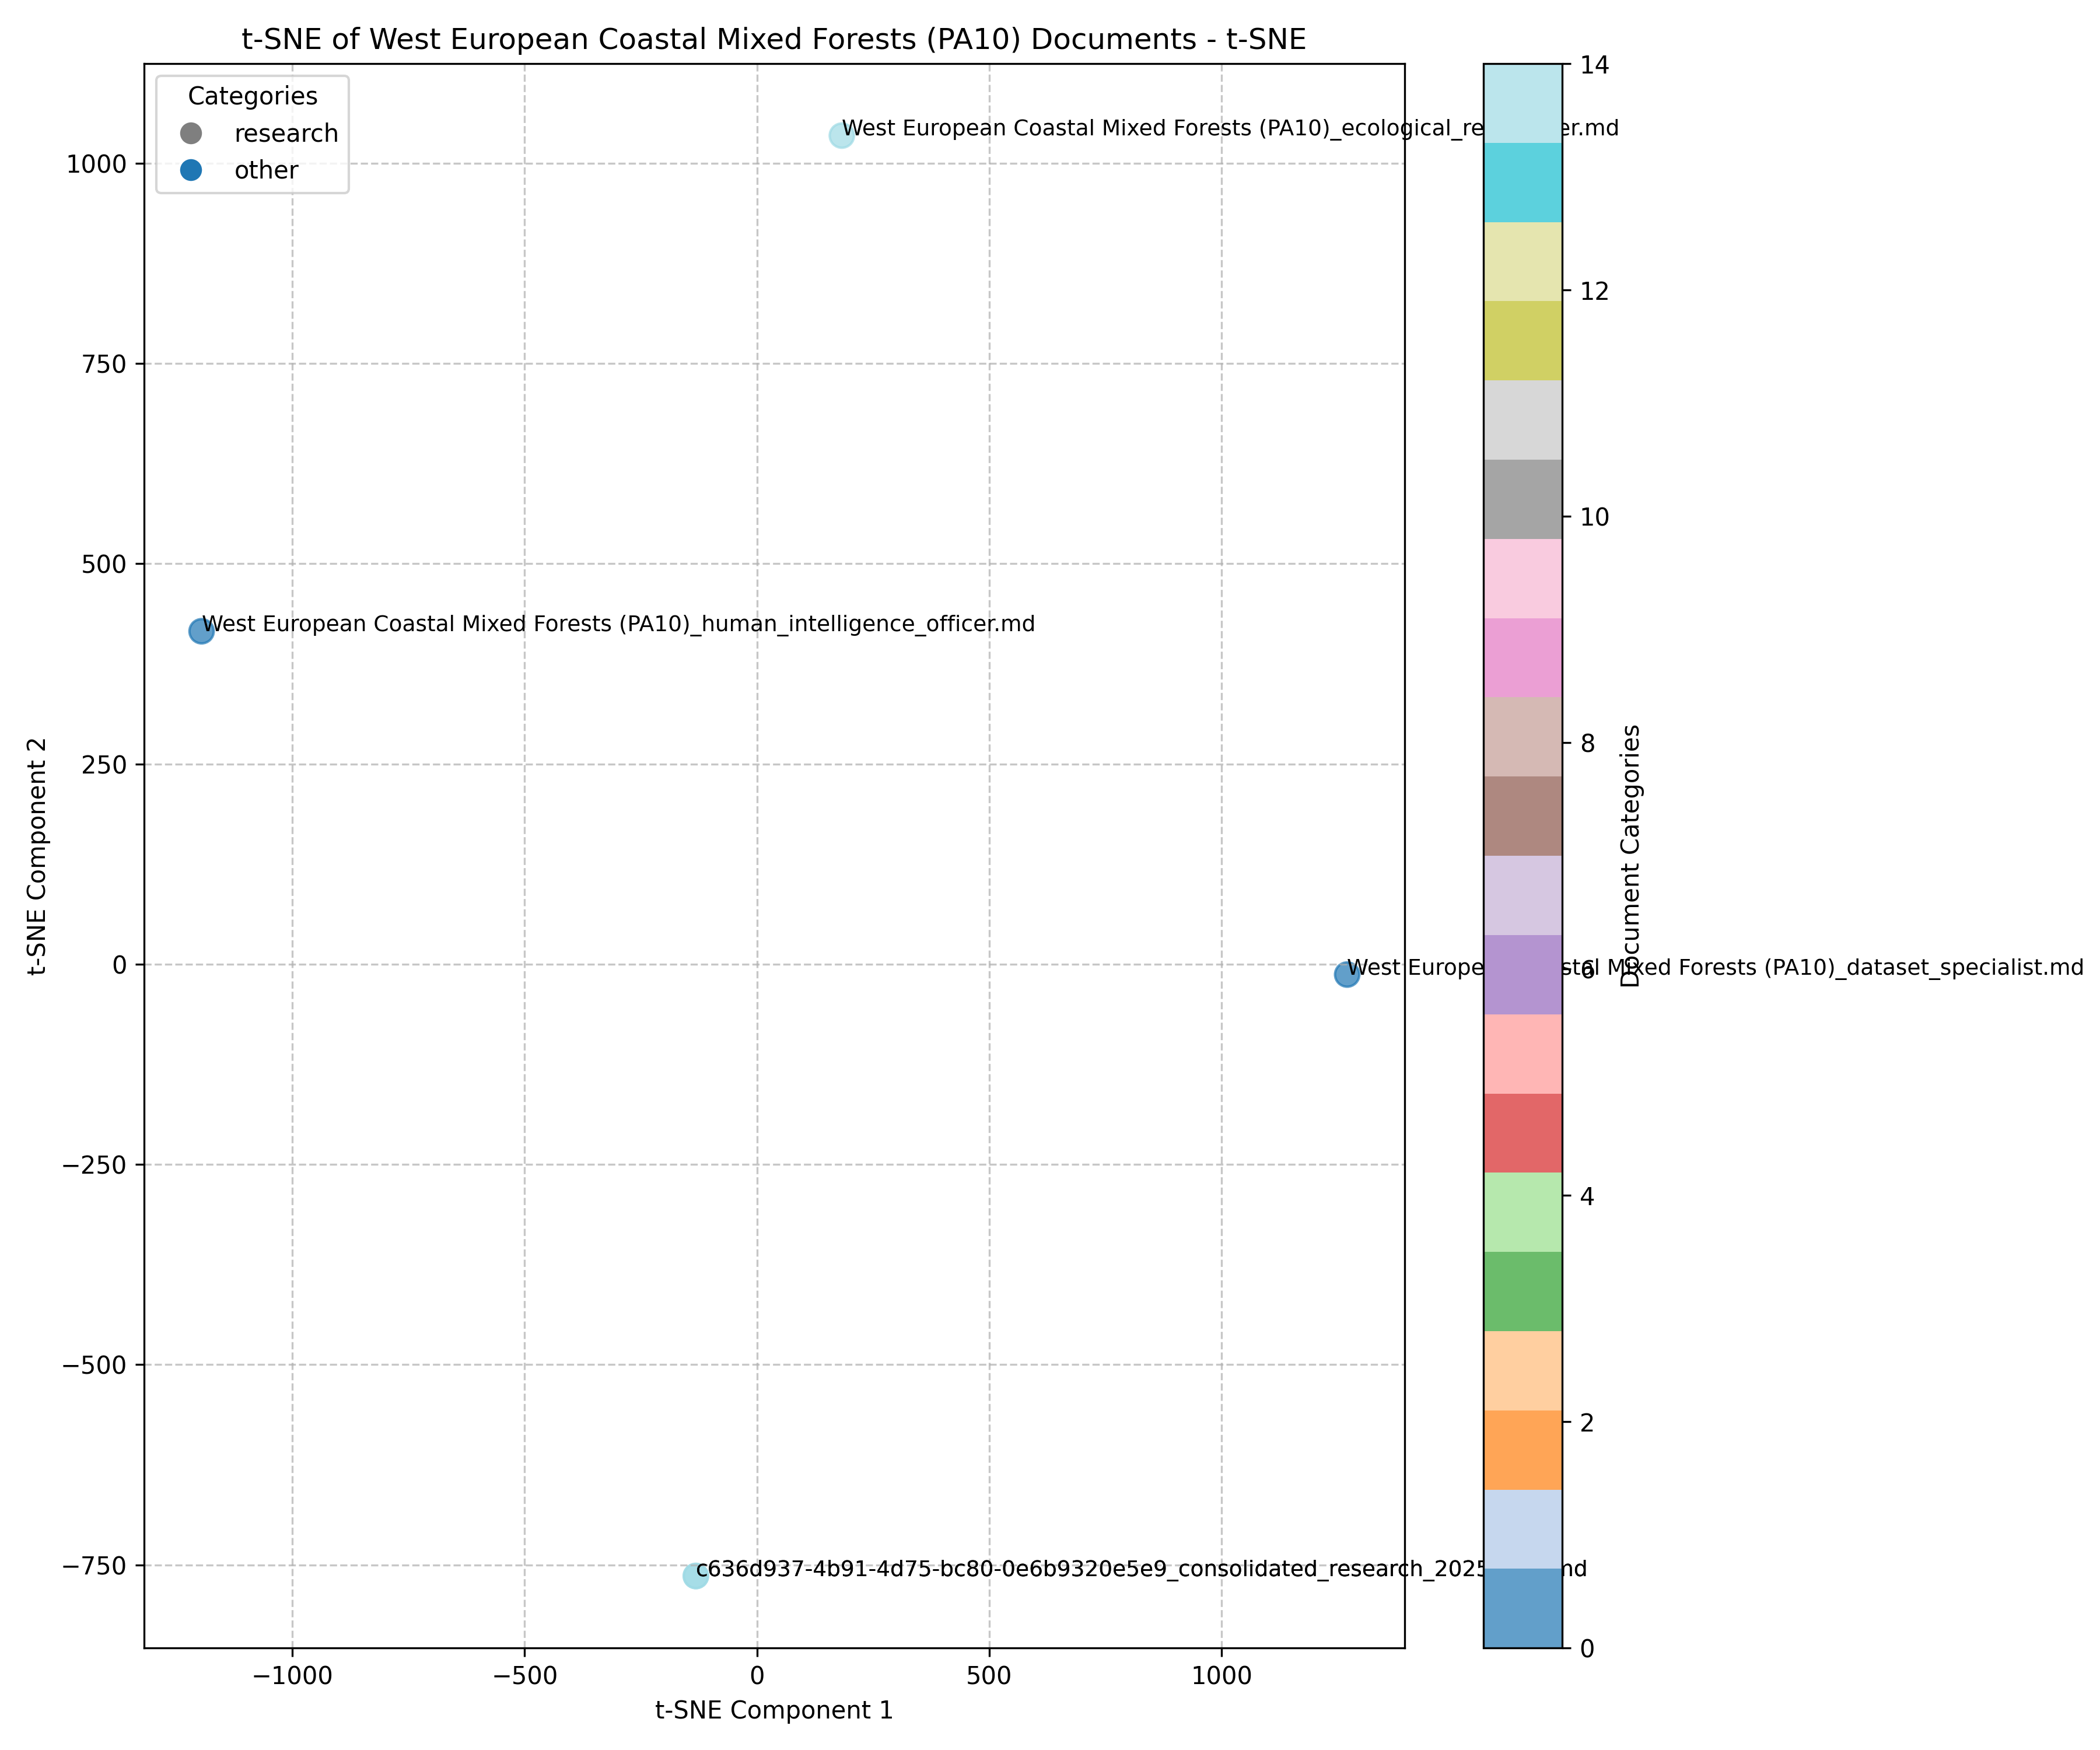 t-SNE of West European Coastal Mixed Forests (PA10) Documents - t-SNE
Categories
research
other
West European Coastal Mixed Forests (PA10)_ecological_re er.md
West European Coastal Mixed Forests (PA10)_human_intelligence_officer.md
West Europe stal Mixed Forests (PA10)_dataset_specialist.md
c636d937-4b91-4d75-bc80-0e6b9320e5e9_consolidated_research_2025 md
1000
750
500
250
0
−250
−500
−750
t-SNE Component 2
−1000
−500
0
500
1000
t-SNE Component 1
14
12
10
8
6
4
2
0
Document Categories